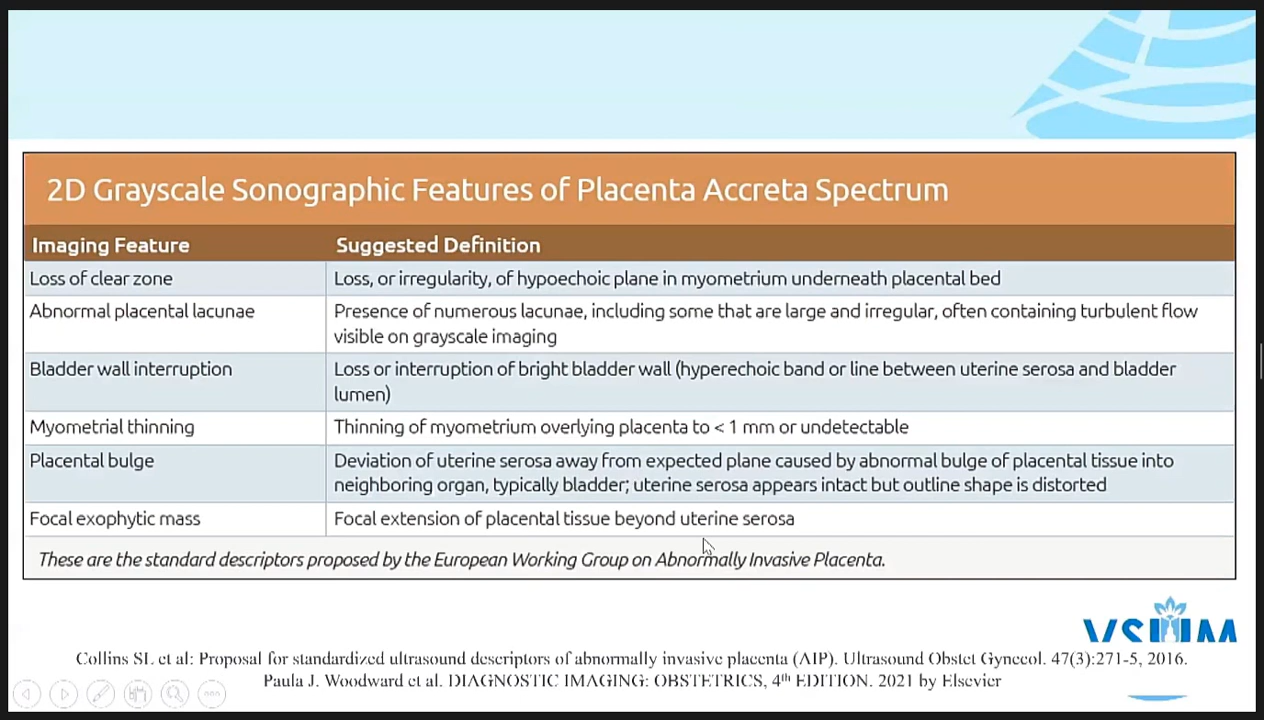 2D Grayscale Sonographic Features of Placenta Accreta Spectrum
Imaging Feature Suggested Definition
Loss of clear zone Loss, or irregularity, of hypoechoic plane in myometrium underneath placental bed
Abnormal placental lacunae Presence of numerous lacunae, including some that are large and irregular, often containing turbulent flow
visible on grayscale imaging
Bladder wall interruption Loss or interruption of bright bladder wall (hyperechoic band or line between uterine serosa and bladder
lumen)
Myometrial thinning Thinning of myometrium overlying placenta to < 1 mm or undetectable
Placental bulge Deviation of uterine serosa away from expected plane caused by abnormal bulge of placental tissue into
neighboring organ, typically bladder; uterine serosa appears intact but outline shape is distorted
Focal exophytic mass Focal extension of placental tissue beyond uterine serosa
These are the standard descriptors proposed by the European Working Group on Abnormally Invasive Placenta.
Collins SL et al: Proposal for standardized ultrasound descriptors of abnormally invasive placenta (AIP). Ultrasound Obstet Gynecol. 47(3):271-5, 2016.
Paula J. Woodward et al. DIAGNOSTIC IMAGING: OBSTETRICS, 4th EDITION. 2021 by Elsevier